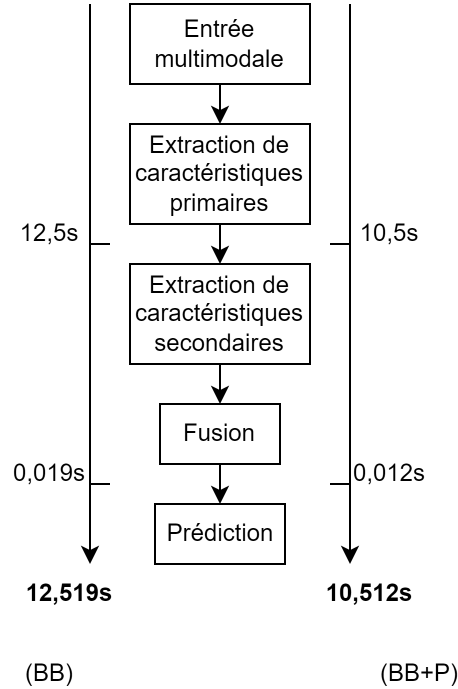 Entrée
multimodale
Extraction de
caractéristiques
primaires
12,5s
10,5s
Extraction de
caractéristiques
secondaires
Fusion
0,019s
0,012s
Prédiction
12,519s
10,512s
(BB)
(BB+P)